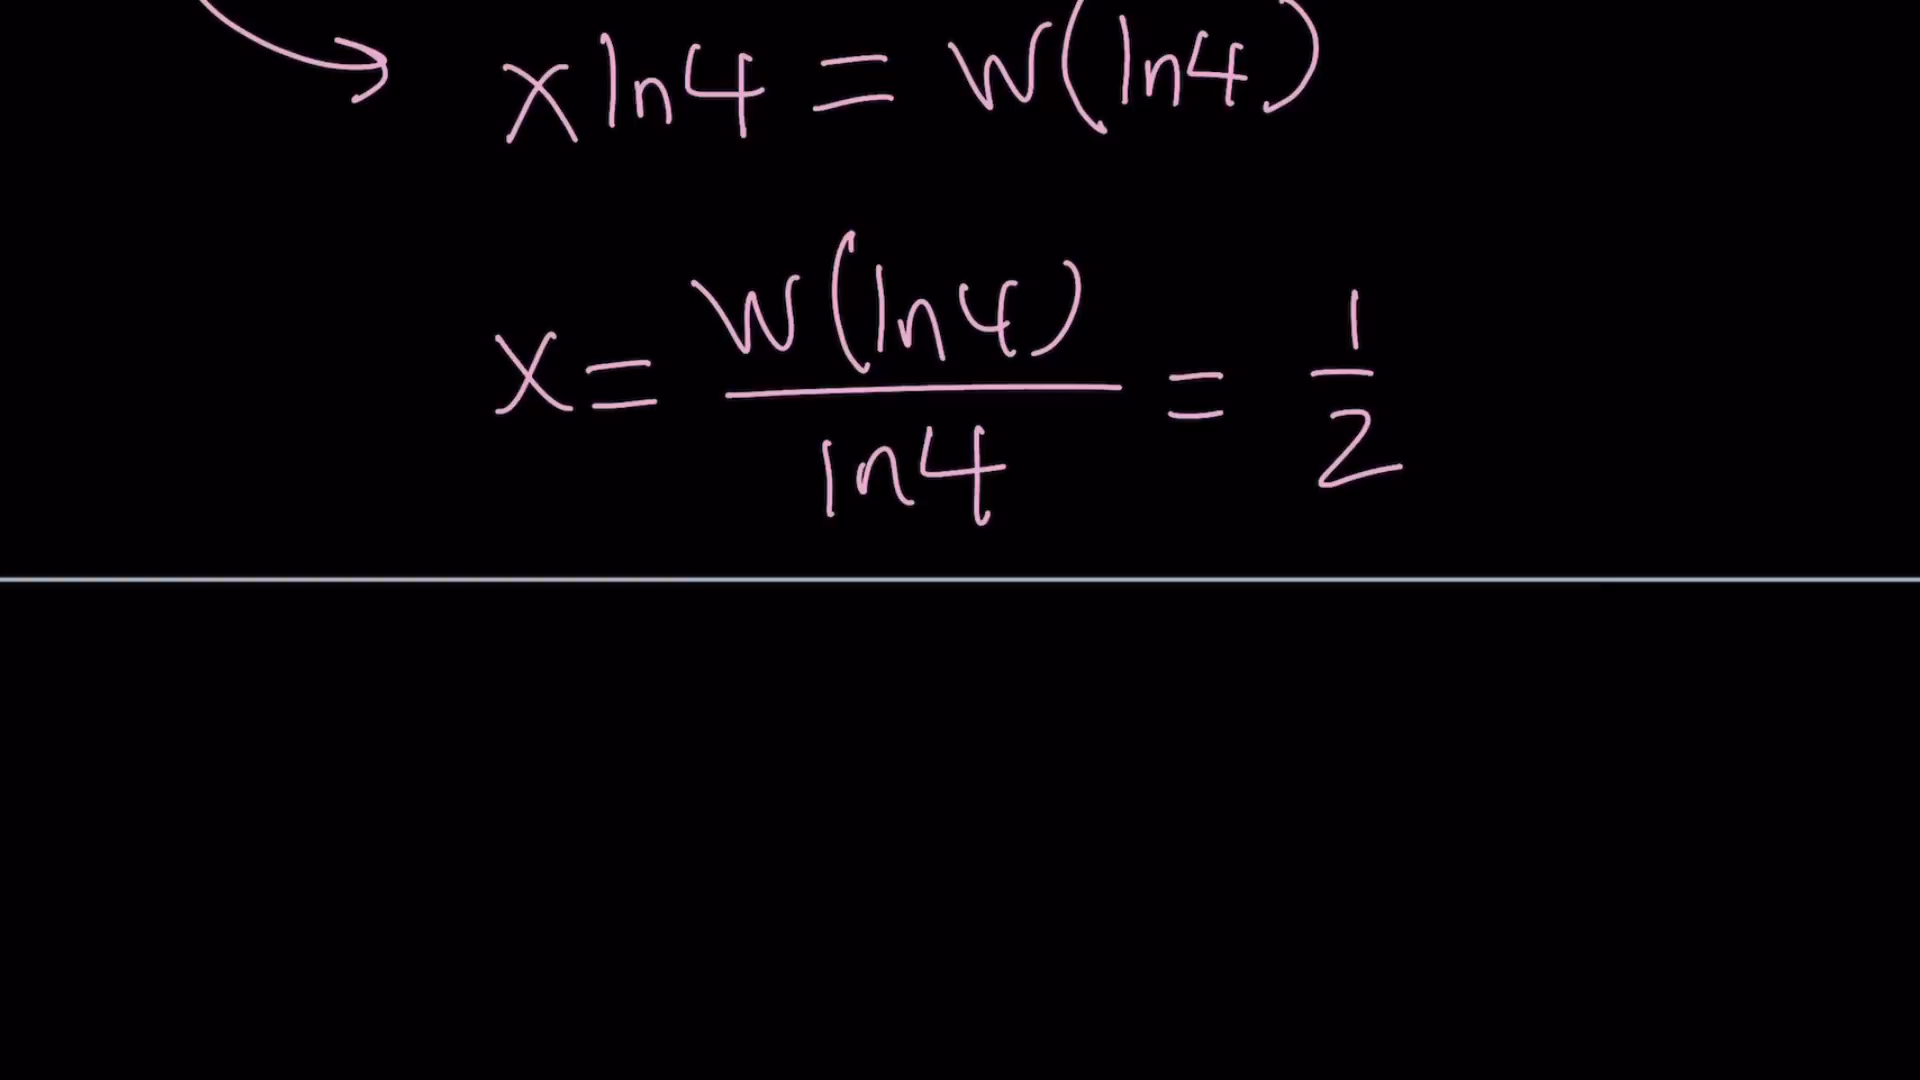 x ln4 = W(ln4)
x = W(ln4) / ln4 = 1/2